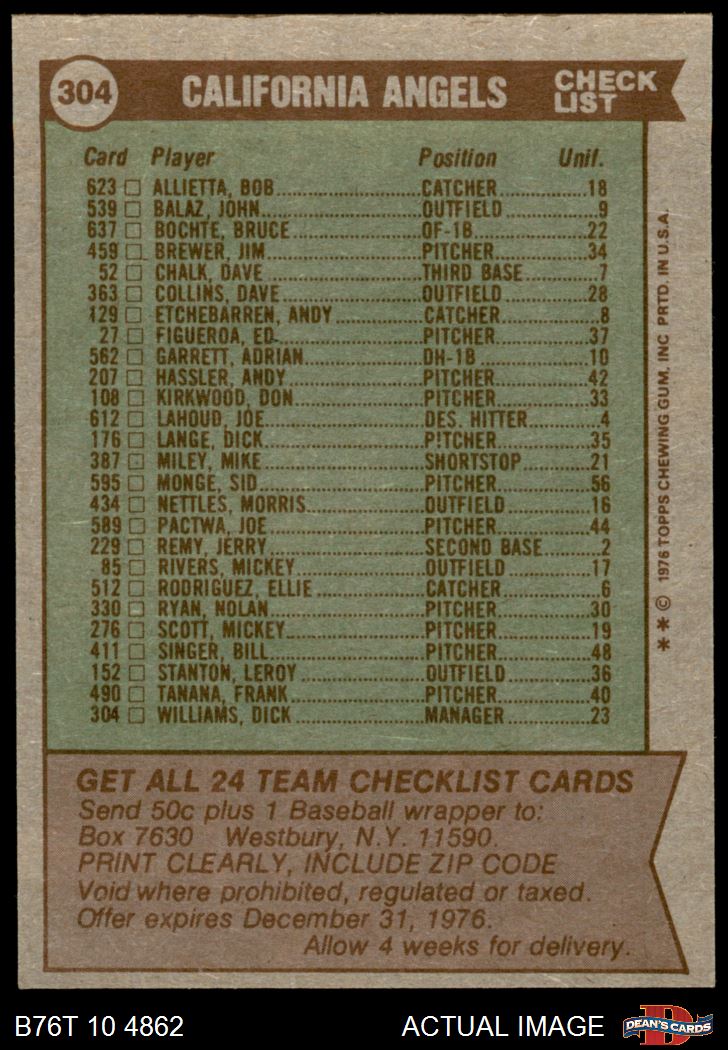 304 CALIFORNIA ANGELS CHECK LIST
Card Player Position Unif.
623 □ ALLIETTA, BOB CATCHER 18
539 □ BALAZ, JOHN OUTFIELD 9
637 □ BOCHTE, BRUCE OF-1B 22
459 □ BREWER, JIM PITCHER 34
52 □ CHALK, DAVE THIRD BASE 7
363 □ COLLINS, DAVE OUTFIELD 28
129 □ ETCHEBARREN, ANDY CATCHER 8
27 □ FIGUEROA, ED PITCHER 37
562 □ GARRETT, ADRIAN DH-1B 10
207 □ HASSLER, ANDY PITCHER 42
108 □ KIRKWOOD, DON PITCHER 33
612 □ LAHOUD, JOE DES. HITTER 4
176 □ LANGE, DICK PITCHER 35
387 □ MILEY, MIKE SHORTSTOP 21
595 □ MONGE, SID PITCHER 56
434 □ NETTLES, MORRIS OUTFIELD 16
589 □ PACTWA, JOE PITCHER 44
229 □ REMY, JERRY SECOND BASE 2
85 □ RIVERS, MICKEY OUTFIELD 17
512 □ RODRIGUEZ, ELLIE CATCHER 6
330 □ RYAN, NOLAN PITCHER 30
276 □ SCOTT, MICKEY PITCHER 19
411 □ SINGER, BILL PITCHER 48
152 □ STANTON, LEROY OUTFIELD 36
490 □ TANANA, FRANK PITCHER 40
304 □ WILLIAMS, DICK MANAGER 23
* * © 1976 TOPPS CHEWING GUM, INC PRTD. IN U.S.A.
GET ALL 24 TEAM CHECKLIST CARDS
Send 50c plus 1 Baseball wrapper to:
Box 7630 Westbury, N.Y. 11590.
PRINT CLEARLY, INCLUDE ZIP CODE
Void where prohibited, regulated or taxed.
Offer expires December 31, 1976.
Allow 4 weeks for delivery.
B76T 10 4862 ACTUAL IMAGE D DEAN'S CARDS